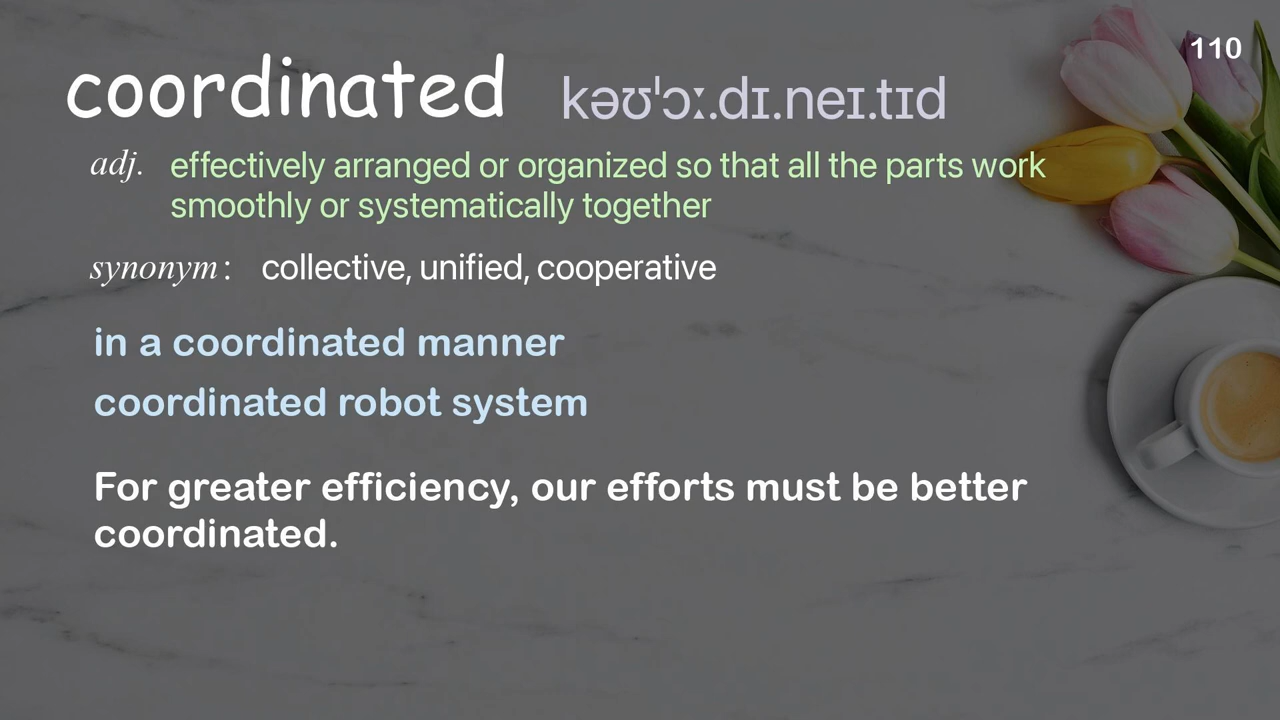 110
coordinated kəʊˈɔː.dɪ.neɪ.tɪd
adj. effectively arranged or organized so that all the parts work
smoothly or systematically together
synonym: collective, unified, cooperative
in a coordinated manner
coordinated robot system
For greater efficiency, our efforts must be better
coordinated.